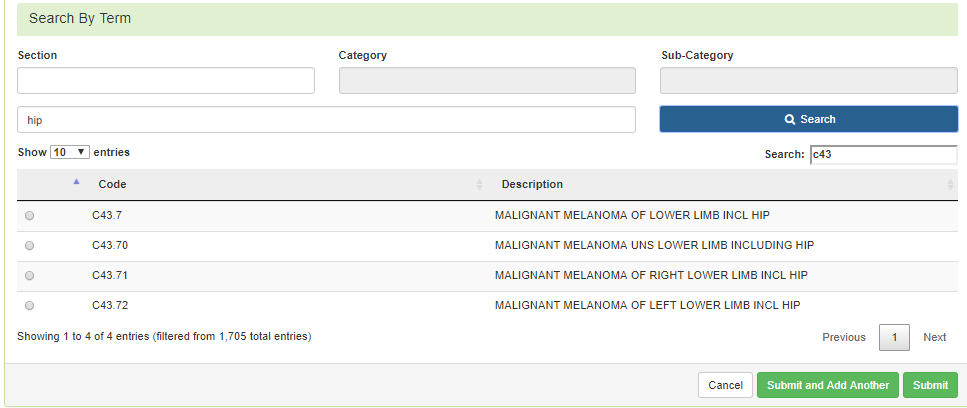 Search By Term
Section Category Sub-Category
hip Search
Show 10 entries Search: c43
Code Description
C43.7 MALIGNANT MELANOMA OF LOWER LIMB INCL HIP
C43.70 MALIGNANT MELANOMA UNS LOWER LIMB INCLUDING HIP
C43.71 MALIGNANT MELANOMA OF RIGHT LOWER LIMB INCL HIP
C43.72 MALIGNANT MELANOMA OF LEFT LOWER LIMB INCL HIP
Showing 1 to 4 of 4 entries (filtered from 1,705 total entries) Previous 1 Next
Cancel Submit and Add Another Submit